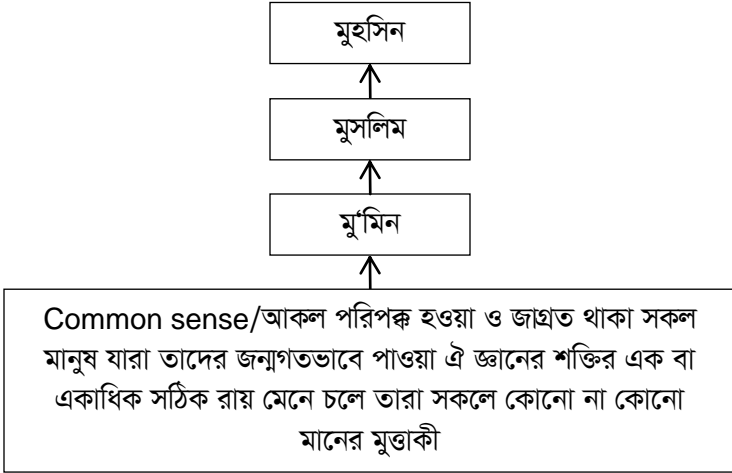 মুহসিন
মুসলিম
মু‘মিন
Common sense/আকল পরিপক্ক হওয়া ও জাগ্রত থাকা সকল
মানুষ যারা তাদের জন্মগতভাবে পাওয়া ঐ জ্ঞানের শক্তির এক বা
একাধিক সঠিক রায় মেনে চলে তারা সকলে কোনো না কোনো
মানের মুত্তাকী